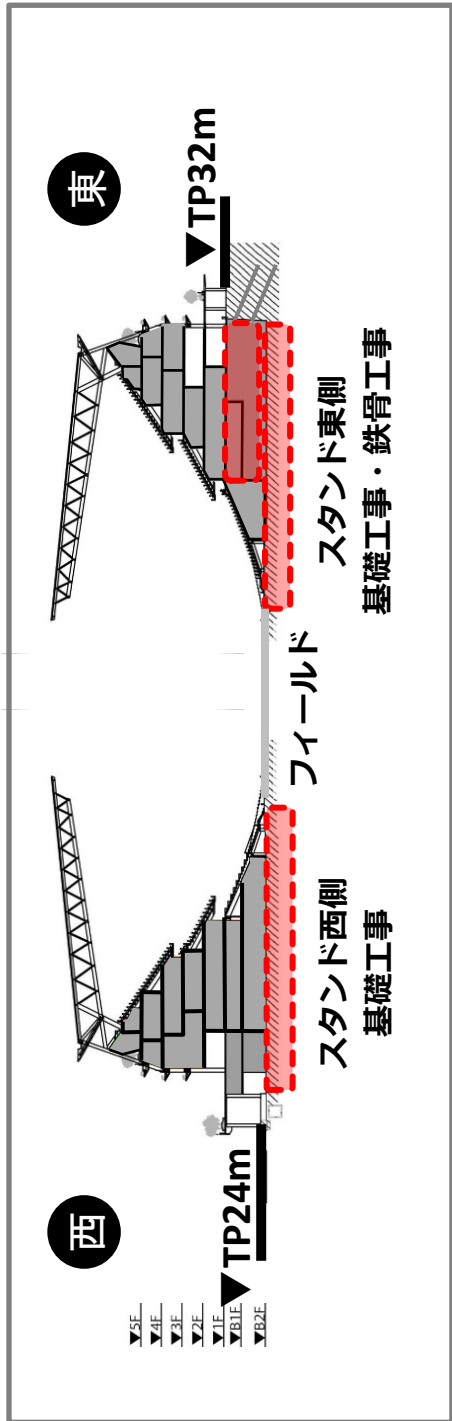 西
東
▼TP24m
▼TP32m
▼5F
▼4F
▼3F
▼2F
▼1F
▼B1F
▼B2F
スタンド西側
基礎工事
フィールド
スタンド東側
基礎工事・鉄骨工事